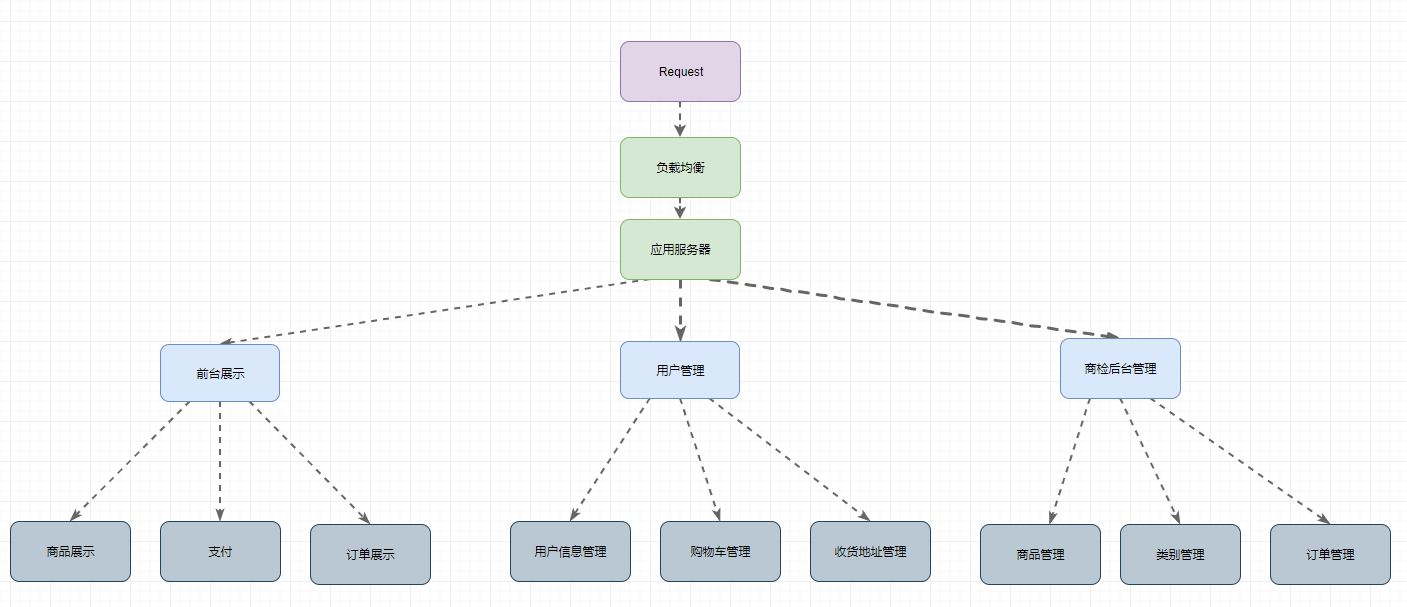 Request
负载均衡
应用服务器
前台展示
用户管理
商检后台管理
商品展示
支付
订单展示
用户信息管理
购物车管理
收货地址管理
商品管理
类别管理
订单管理